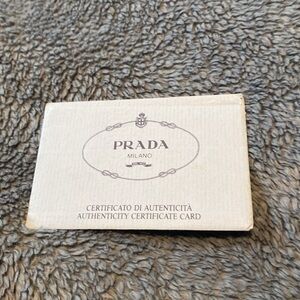 PRADA
MILANO
CERTIFICATO DI AUTENTICITÀ
AUTHENTICITY CERTIFICATE CARD